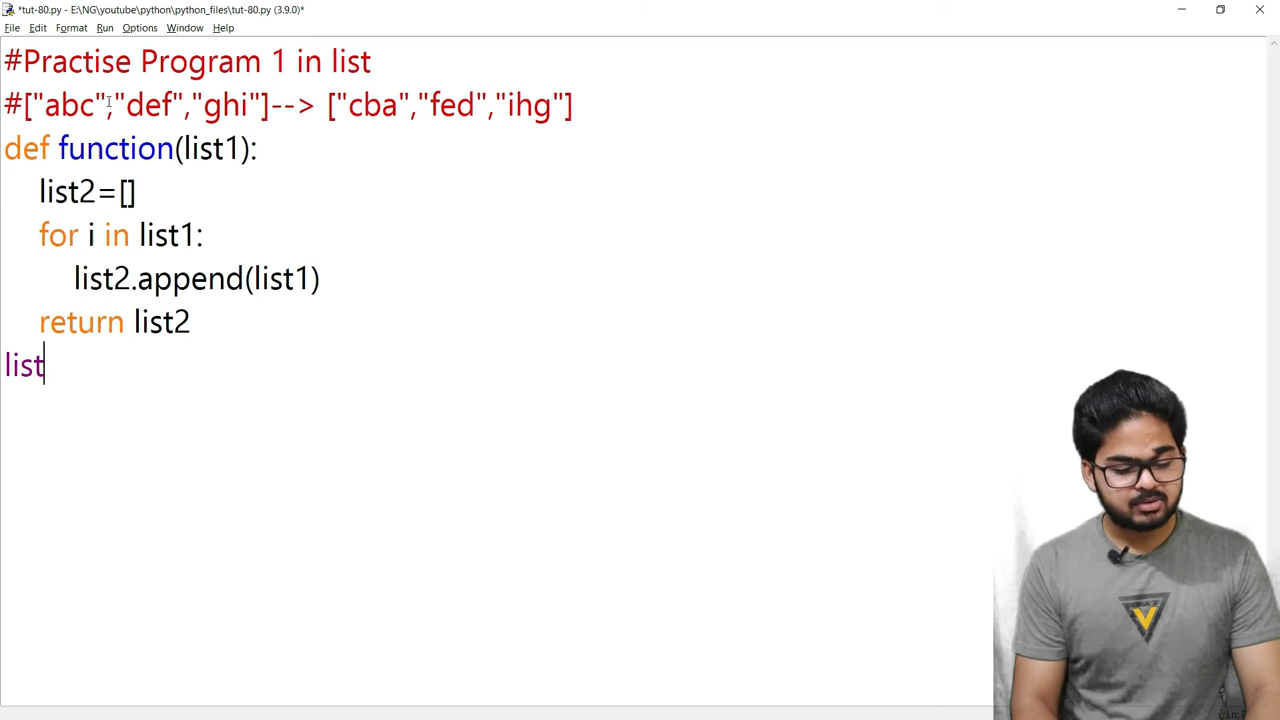 *tut-80.py - E:\NG\youtube\python\python_files\tut-80.py (3.9.0)*
File Edit Format Run Options Window Help
#Practise Program 1 in list
#["abc","def","ghi"]--> ["cba","fed","ihg"]
def function(list1):
list2=[]
for i in list1:
list2.append(list1)
return list2
list